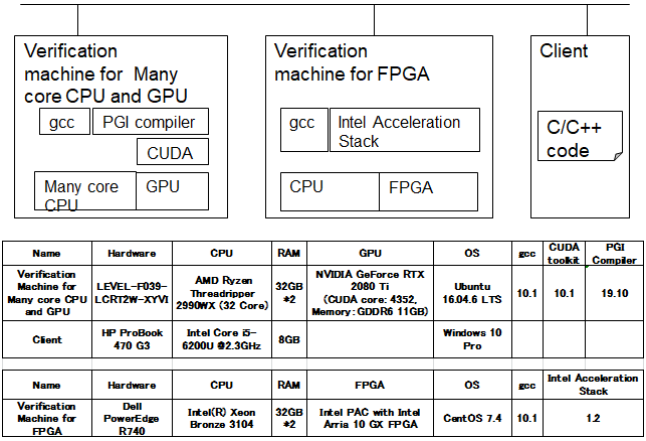 Verification
machine for Many
core CPU and GPU
gcc
PGI compiler
CUDA
Many core
CPU
GPU
Verification
machine for FPGA
gcc
Intel Acceleration
Stack
CPU
FPGA
Client
C/C++
code
Name Hardware CPU RAM GPU OS gcc CUDA toolkit PGI Compiler
Verification
Machine for
Many core CPU
and GPU
LEVEL-F039-
LCRT2W-XYVI
AMD Ryzen
Threadripper
2990WX (32 Core)
32GB
*2
NVIDIA GeForce RTX
2080 Ti
(CUDA core: 4352,
Memory: GDDR6 11GB)
Ubuntu
16.04.6 LTS
10.1
10.1
19.10
Client
HP ProBook
470 G3
Intel Core i5-
6200U @2.3GHz
8GB
Windows 10
Pro
Name Hardware CPU RAM FPGA OS gcc Intel Acceleration Stack
Verification
Machine for
FPGA
Dell
PowerEdge
R740
Intel(R) Xeon
Bronze 3104
32GB
*2
Intel PAC with Intel
Arria 10 GX FPGA
CentOS 7.4
10.1
1.2